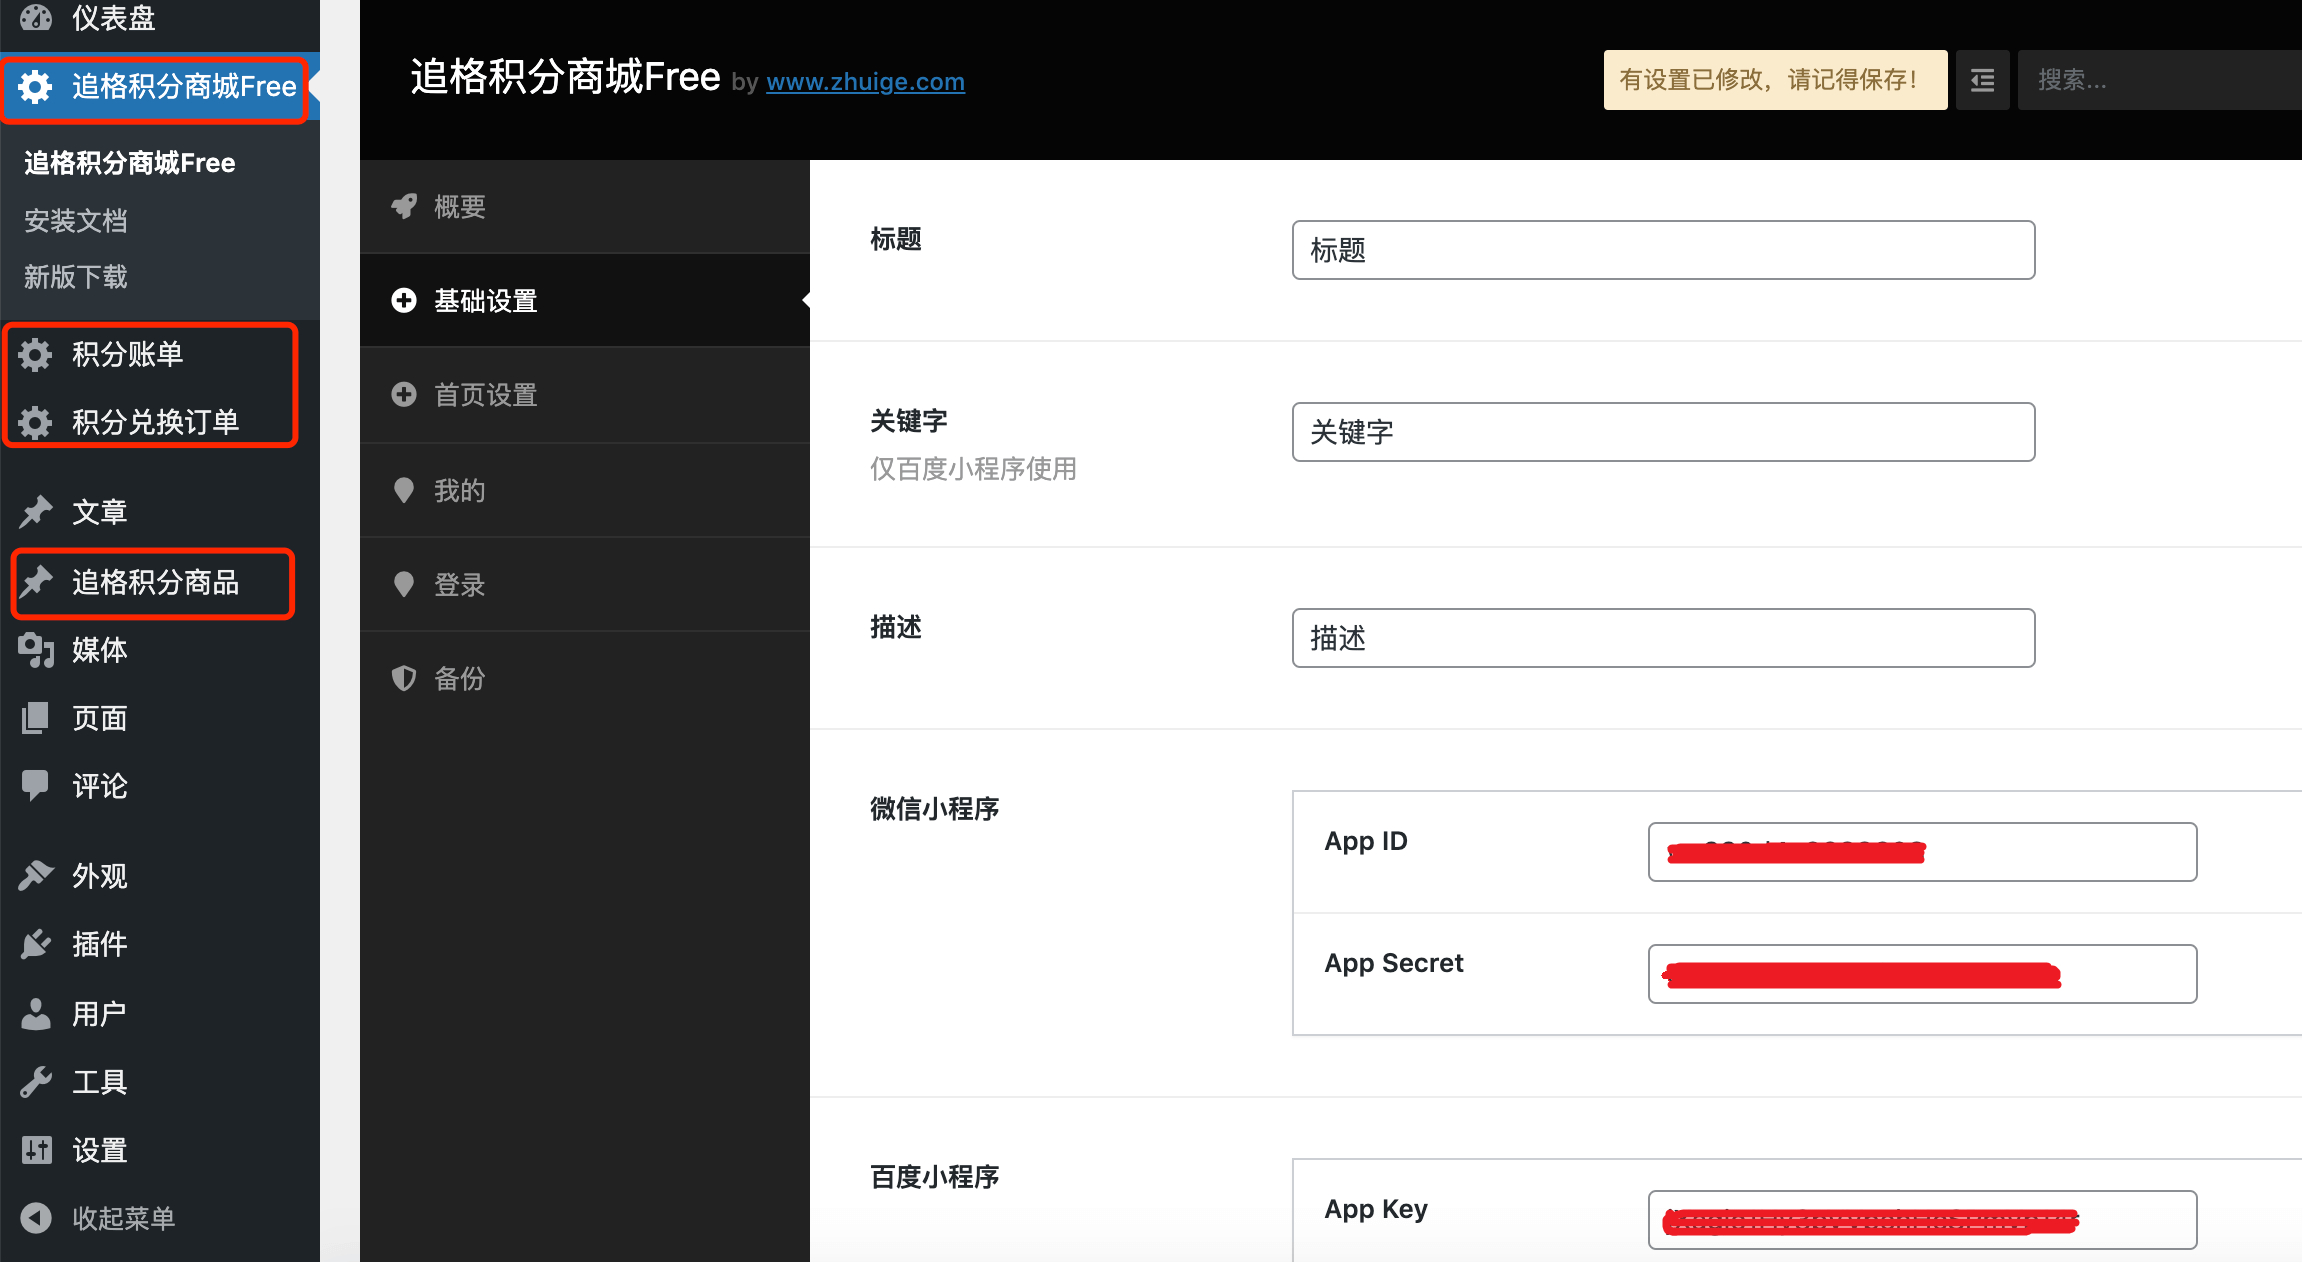 仪表盘
追格积分商城Free
追格积分商城Free
安装文档
新版下载
积分账单
积分兑换订单
文章
追格积分商品
媒体
页面
评论
外观
插件
用户
工具
设置
收起菜单
追格积分商城Free by www.zhuige.com
有设置已修改，请记得保存！
搜索...
概要
基础设置
首页设置
我的
登录
备份
标题
标题
关键字
关键字
仅百度小程序使用
描述
描述
微信小程序
App ID
App Secret
百度小程序
App Key